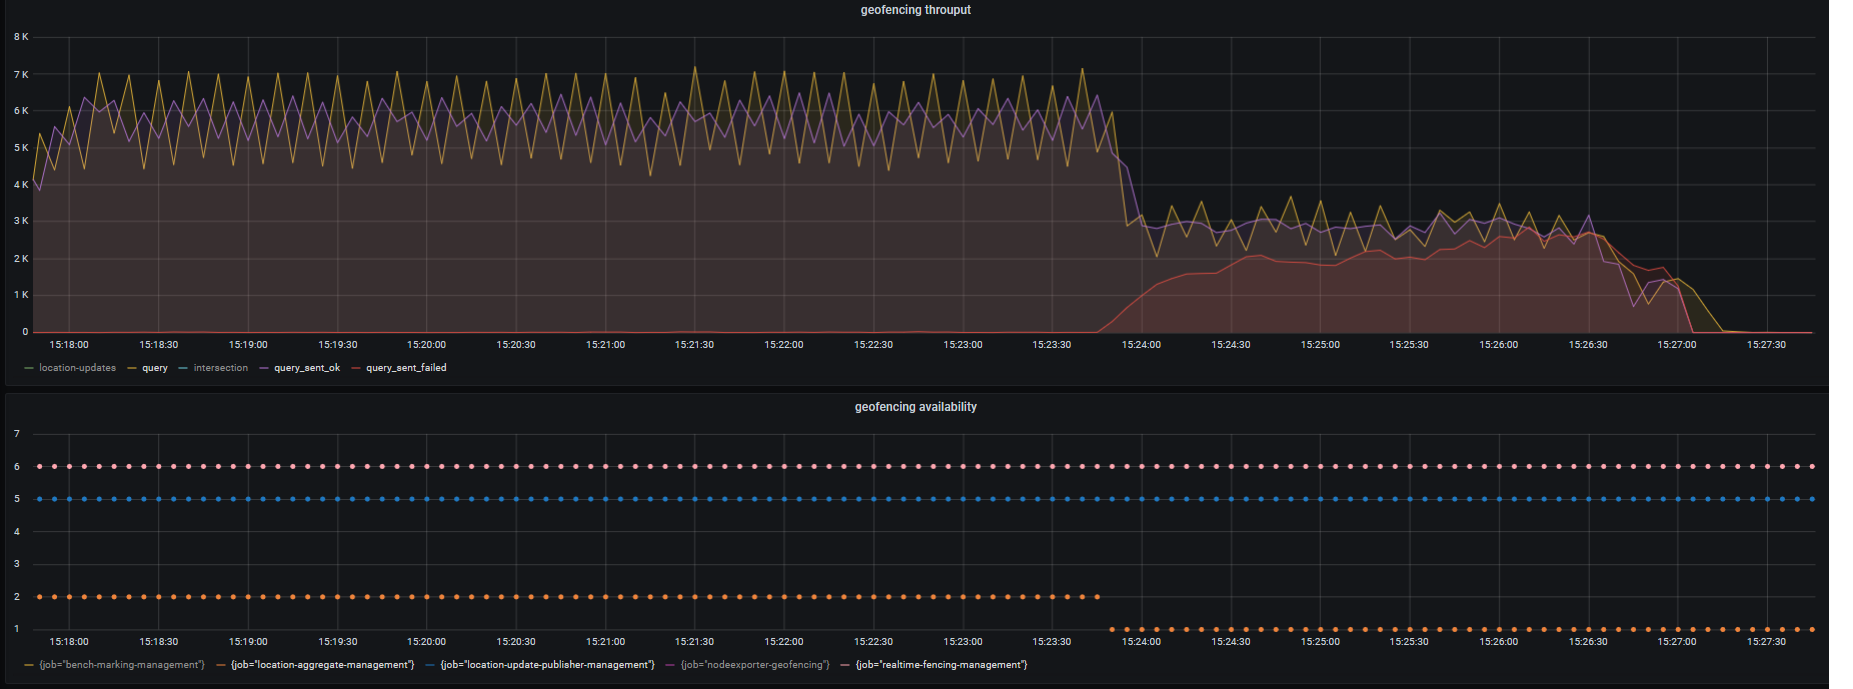 geofencing throuput
8 K
7 K
6 K
5 K
4 K
3 K
2 K
1 K
0
15:18:00 15:18:30 15:19:00 15:19:30 15:20:00 15:20:30 15:21:00 15:21:30 15:22:00 15:22:30 15:23:00 15:23:30 15:24:00 15:24:30 15:25:00 15:25:30 15:26:00 15:26:30 15:27:00 15:27:30
location-updates query intersection query_sent_ok query_sent_failed
geofencing availability
7
6
5
4
3
2
1
15:18:00 15:18:30 15:19:00 15:19:30 15:20:00 15:20:30 15:21:00 15:21:30 15:22:00 15:22:30 15:23:00 15:23:30 15:24:00 15:24:30 15:25:00 15:25:30 15:26:00 15:26:30 15:27:00 15:27:30
{job="bench-marking-management"} {job="location-aggregate-management"} {job="location-update-publisher-management"} {job="nodeexporter-geofencing"} {job="realtime-fencing-management"}